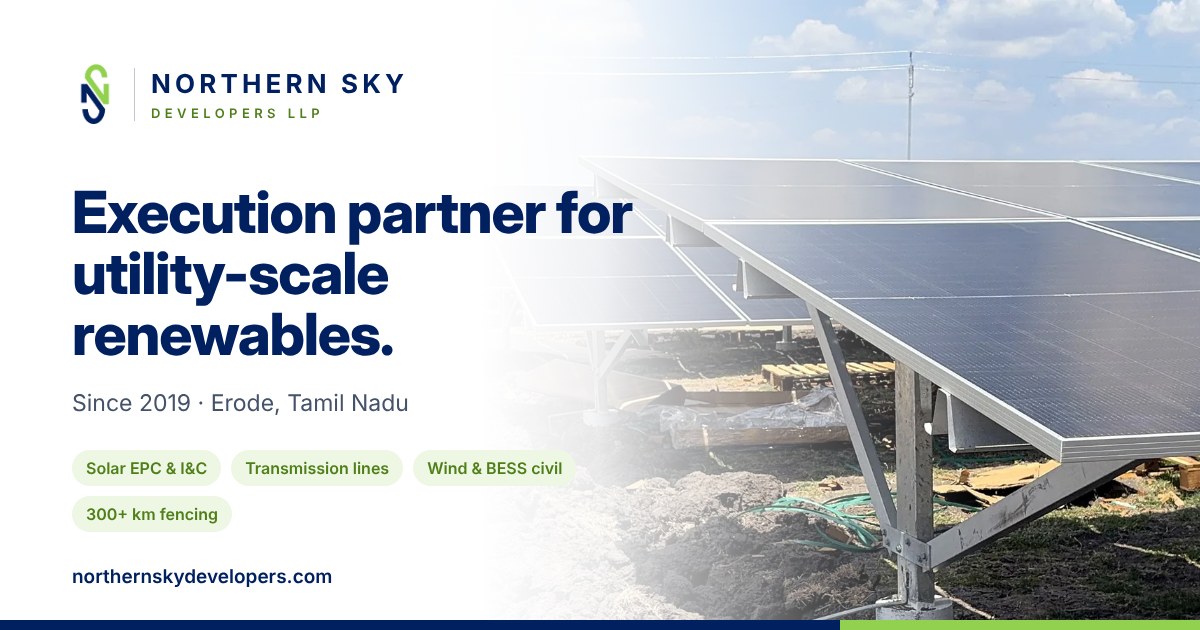 NORTHERN SKY
DEVELOPERS LLP
Execution partner for
utility-scale
renewables.
Since 2019 · Erode, Tamil Nadu
Solar EPC & I&C
Transmission lines
Wind & BESS civil
300+ km fencing
northernskydevelopers.com